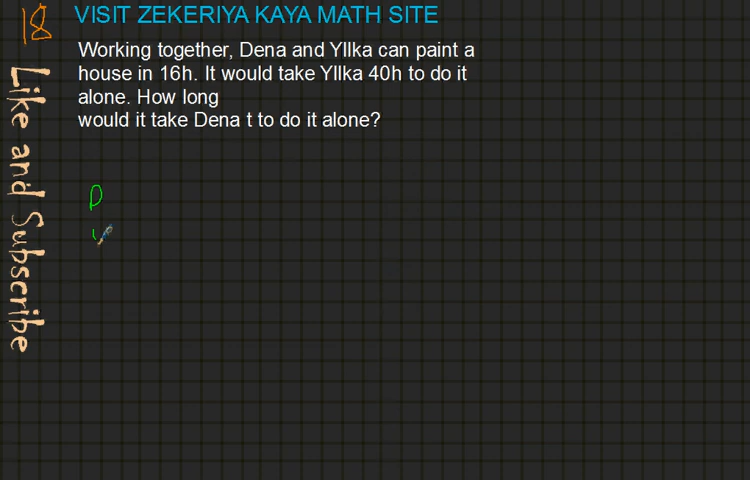 18
VISIT ZEKERIYA KAYA MATH SITE
Working together, Dena and Yllka can paint a
house in 16h. It would take Yllka 40h to do it
alone. How long
would it take Dena t to do it alone?
Like and Subscribe
D